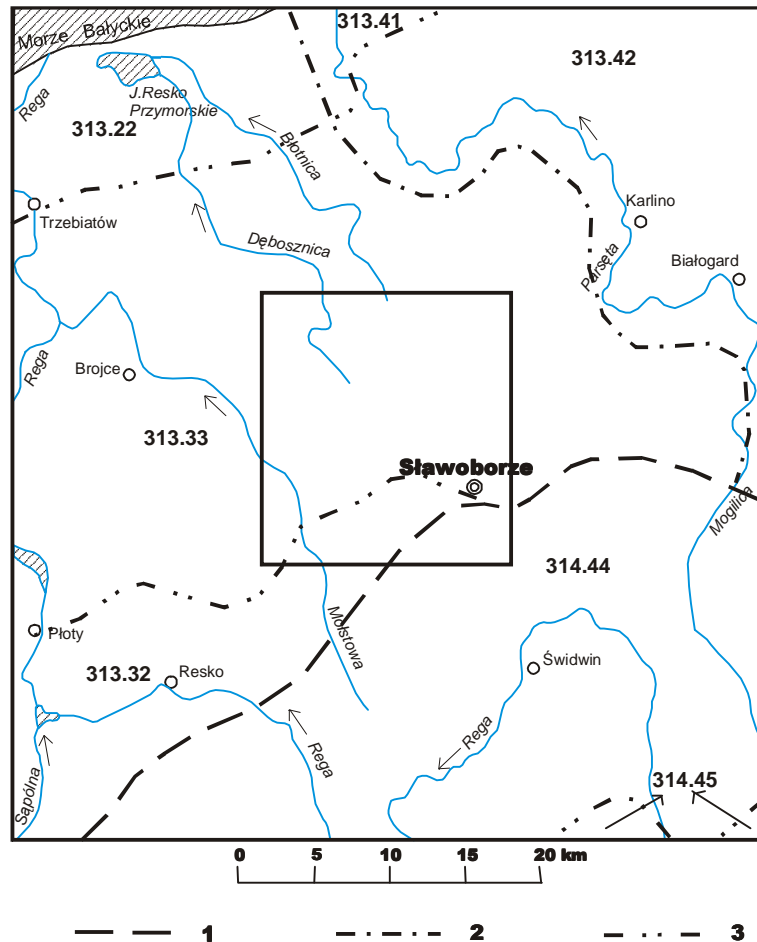 313.41
Morze Bałyckie
313.42
J.Resko
Przymorskie
Rega
313.22
Błotnica
Karlino
Trzebiatów
Dębosznica
Białogard
Parsęta
Rega
Brojce
313.33
Sławoborze
Mogilica
314.44
Mołstowa
Płoty
Świdwin
313.32
Resko
Rega
Rega
314.45
Sąpólna
0 5 10 15 20 km
1 2 3